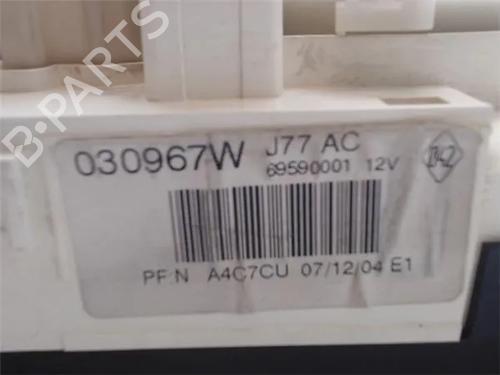 B-PARTS
030967W J77 AC
69590001 12V
PF N A4C7CU 07/12/04 E1